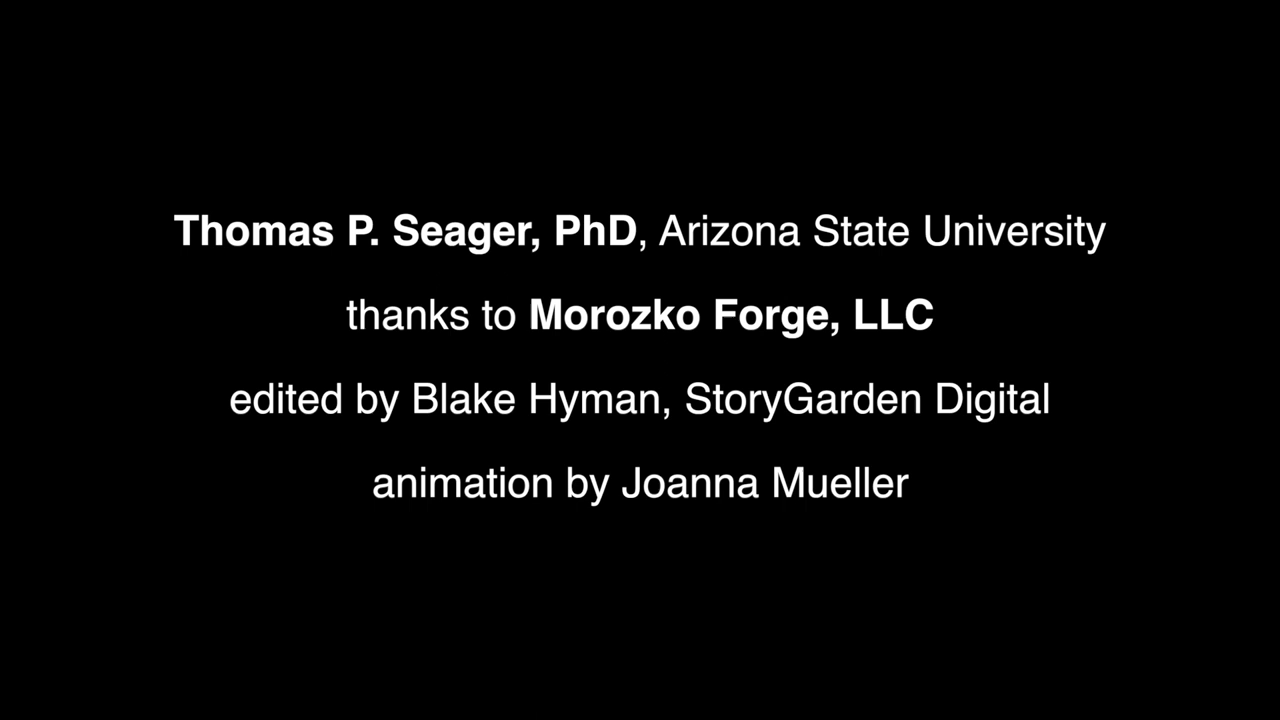 Thomas P. Seager, PhD, Arizona State University
thanks to Morozko Forge, LLC
edited by Blake Hyman, StoryGarden Digital
animation by Joanna Mueller